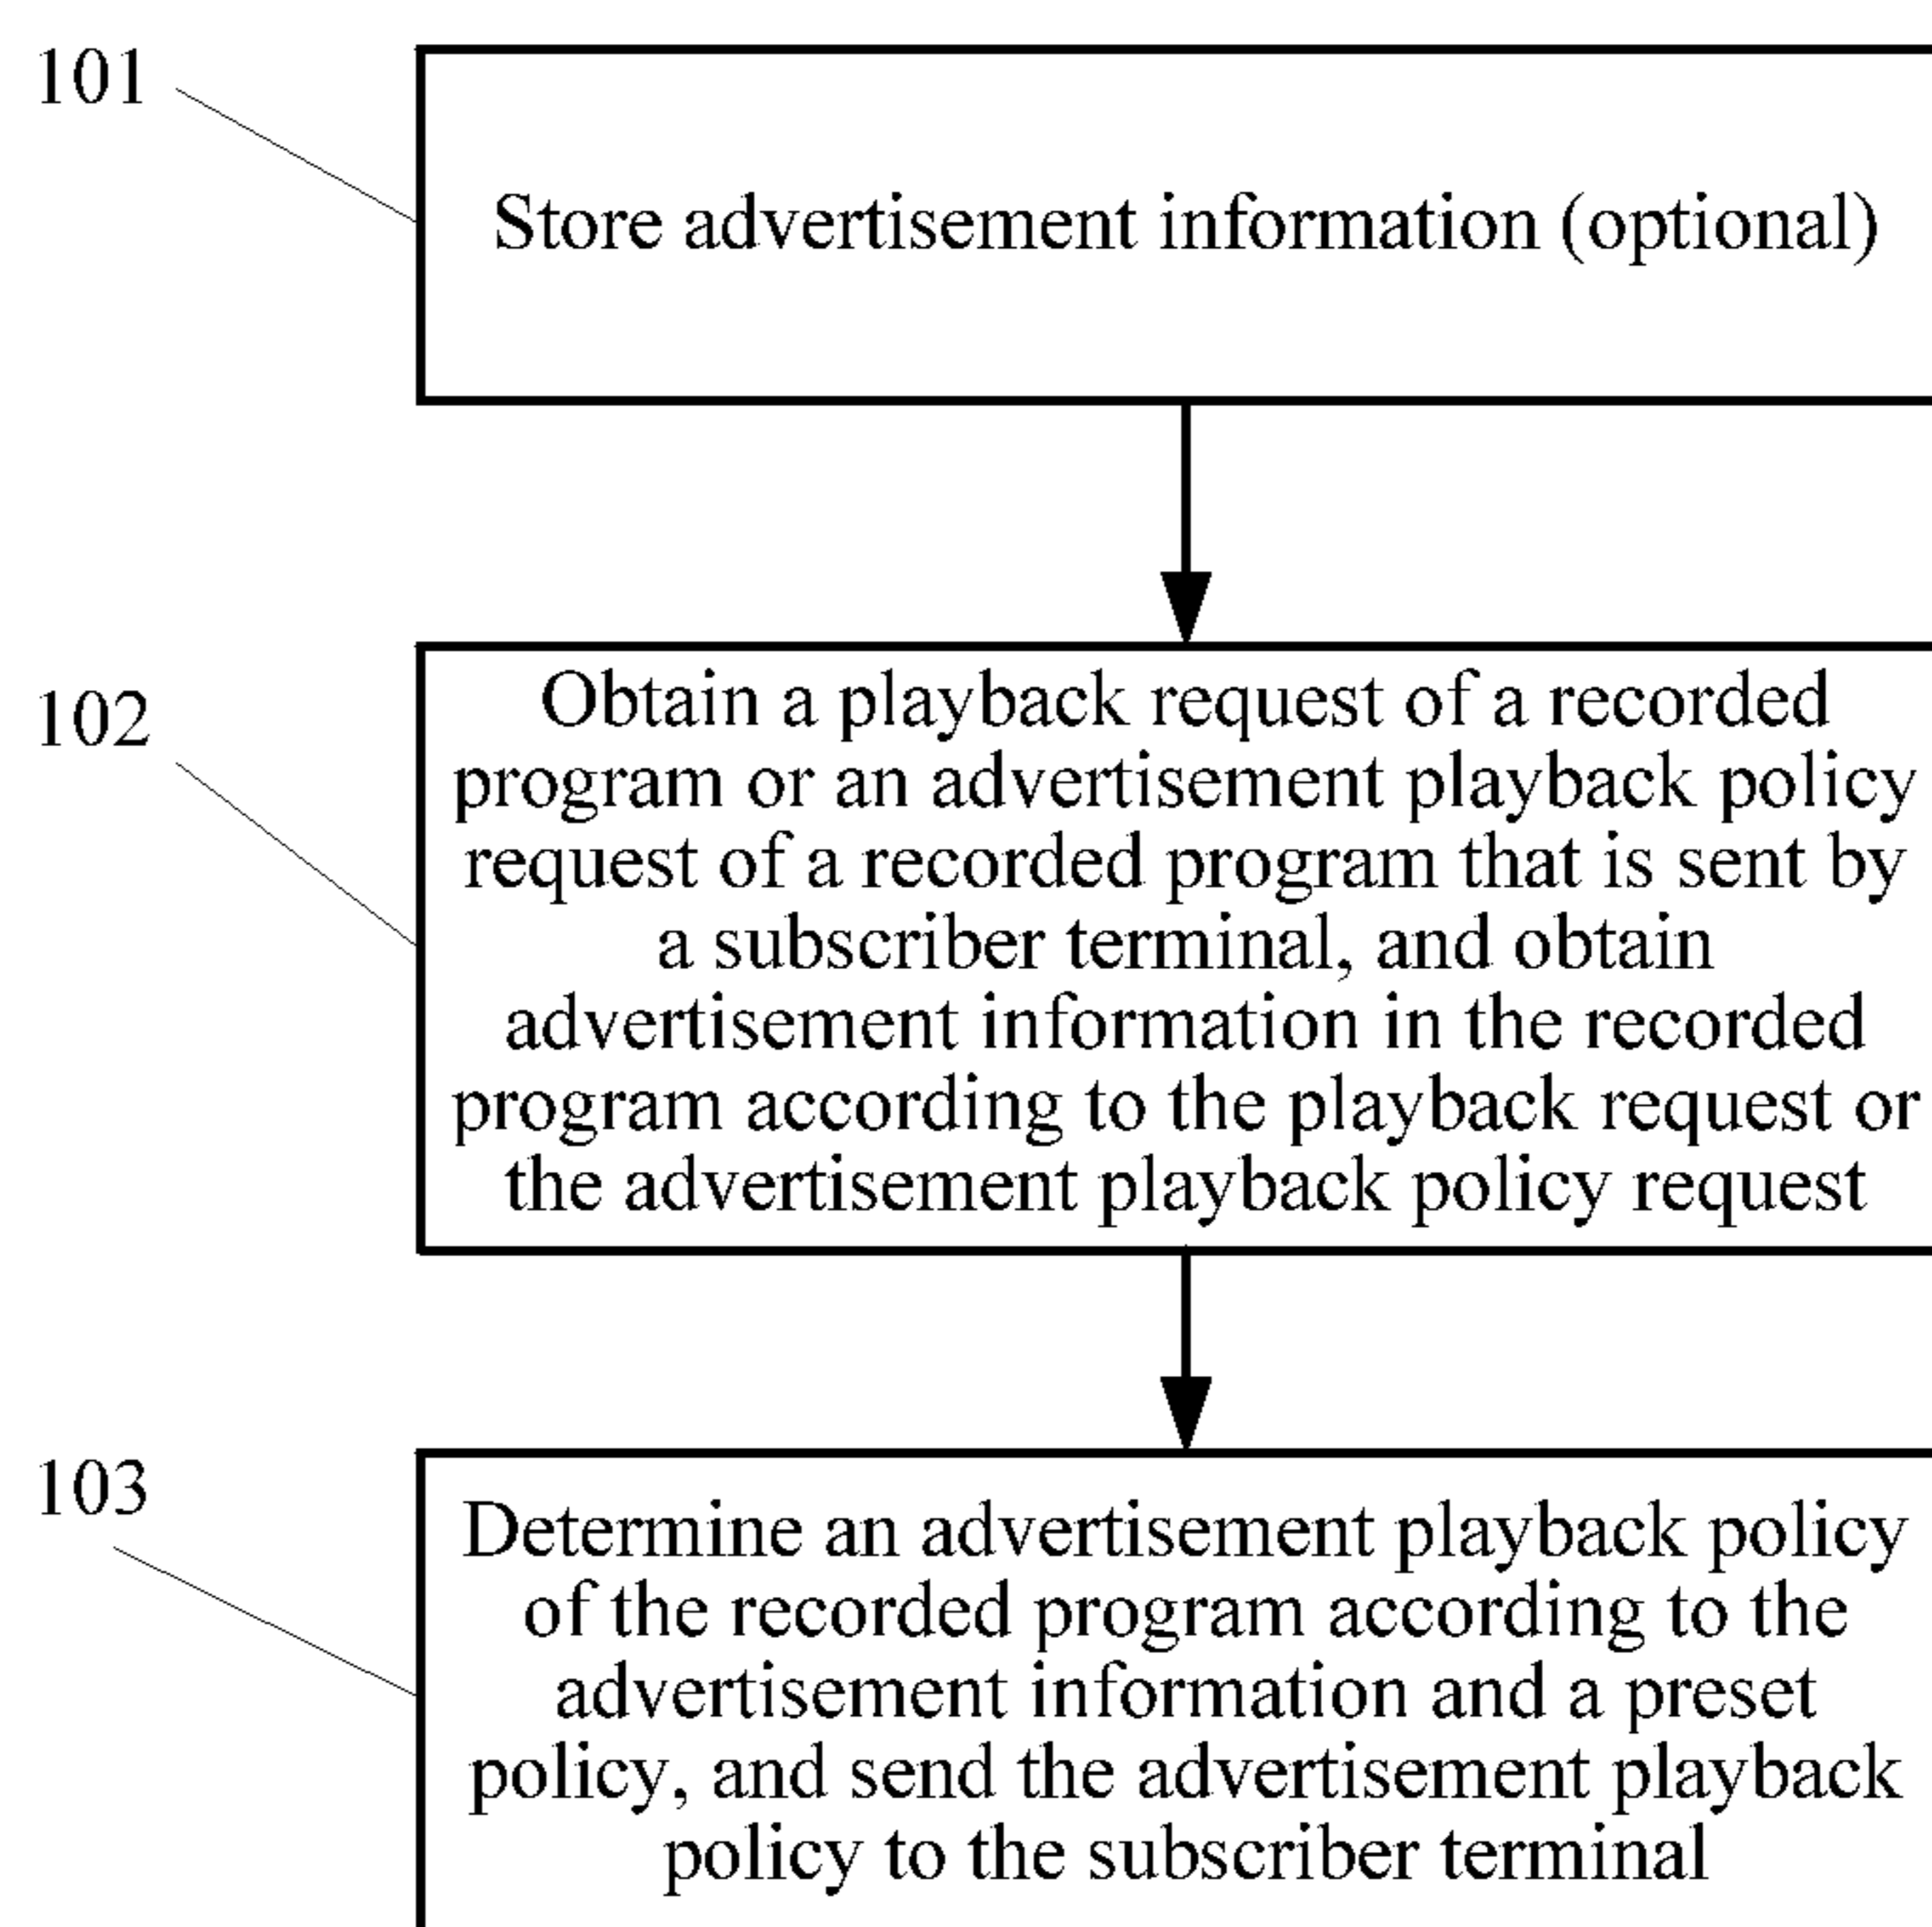 101
Store advertisement information (optional)
102
Obtain a playback request of a recorded
program or an advertisement playback policy
request of a recorded program that is sent by
a subscriber terminal, and obtain
advertisement information in the recorded
program according to the playback request or
the advertisement playback policy request
103
Determine an advertisement playback policy
of the recorded program according to the
advertisement information and a preset
policy, and send the advertisement playback
policy to the subscriber terminal